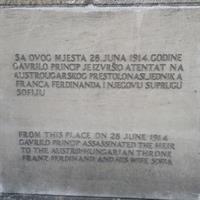 SA OVOG MJESTA 28. JUNA 1914. GODINE
GAVRILO PRINCIP JE IZVRŠIO ATENTAT NA
AUSTROUGARSKOG PRESTOLONASLJEDNIKA
FRANCA FERDINANDA I NJEGOVU SUPRUGU
SOFIJU
FROM THIS PLACE ON 28 JUNE 1914
GAVRILO PRINCIP ASSASSINATED THE HEIR
TO THE AUSTRO-HUNGARIAN THRONE
FRANZ FERDINAND AND HIS WIFE SOFIA